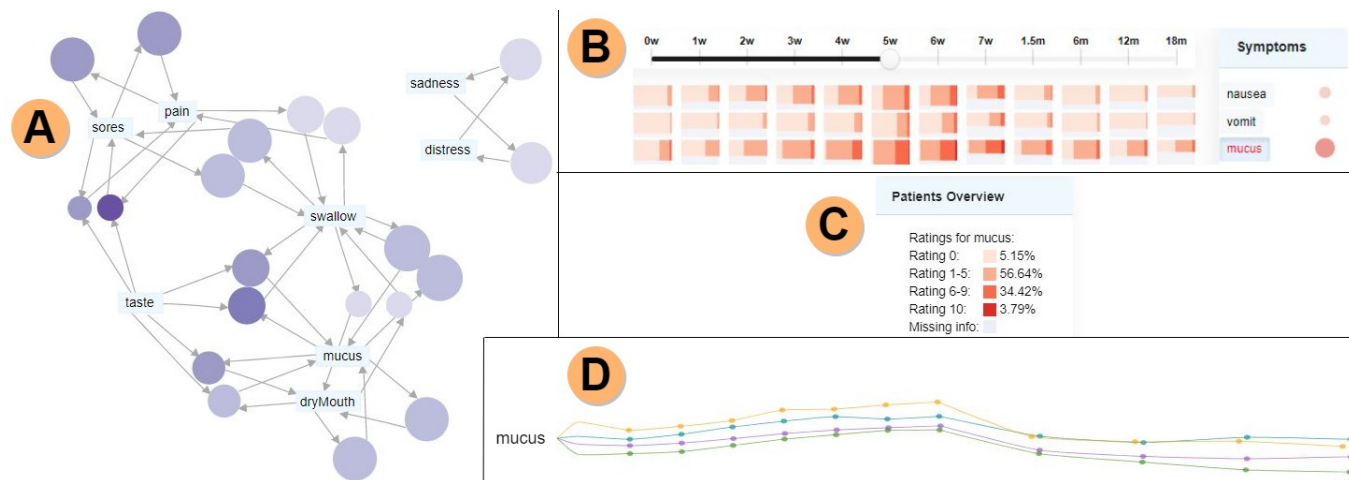 A
sadness
pain
sores
distress
swallow
taste
mucus
dryMouth
B
0w 1w 2w 3w 4w 5w 6w 7w 1.5m 6m 12m 18m
Symptoms
nausea
vomit
mucus
C
Patients Overview
Ratings for mucus:
Rating 0: 5.15%
Rating 1-5: 56.64%
Rating 6-9: 34.42%
Rating 10: 3.79%
Missing info:
D
mucus